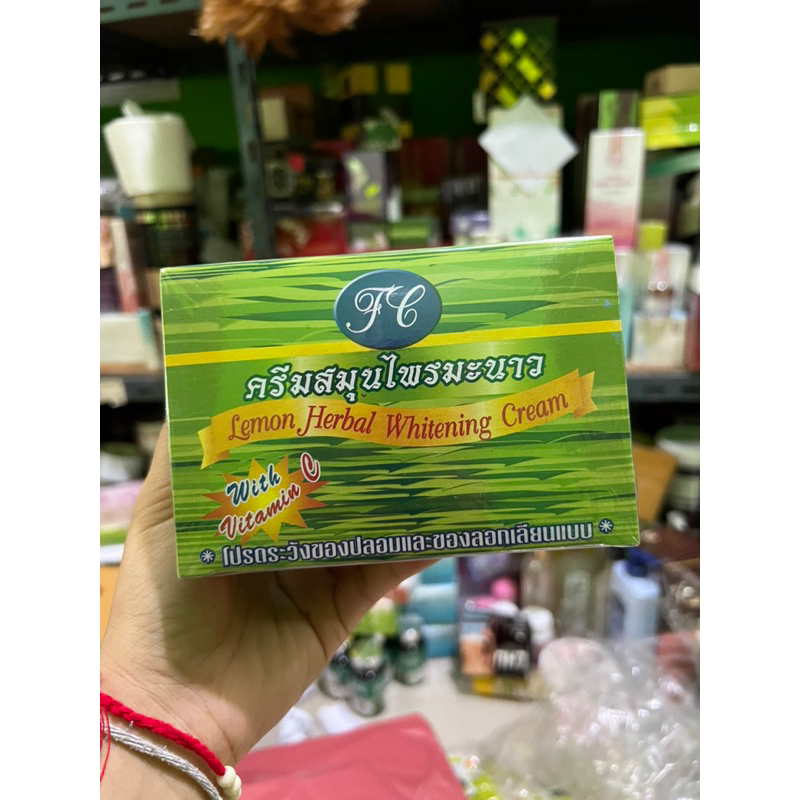 FC
ครีมสมุนไพรมะนาว
Lemon Herbal Whitening Cream
With
Vitamin C
* โปรดระวังของปลอมและของลอกเลียนแบบ *